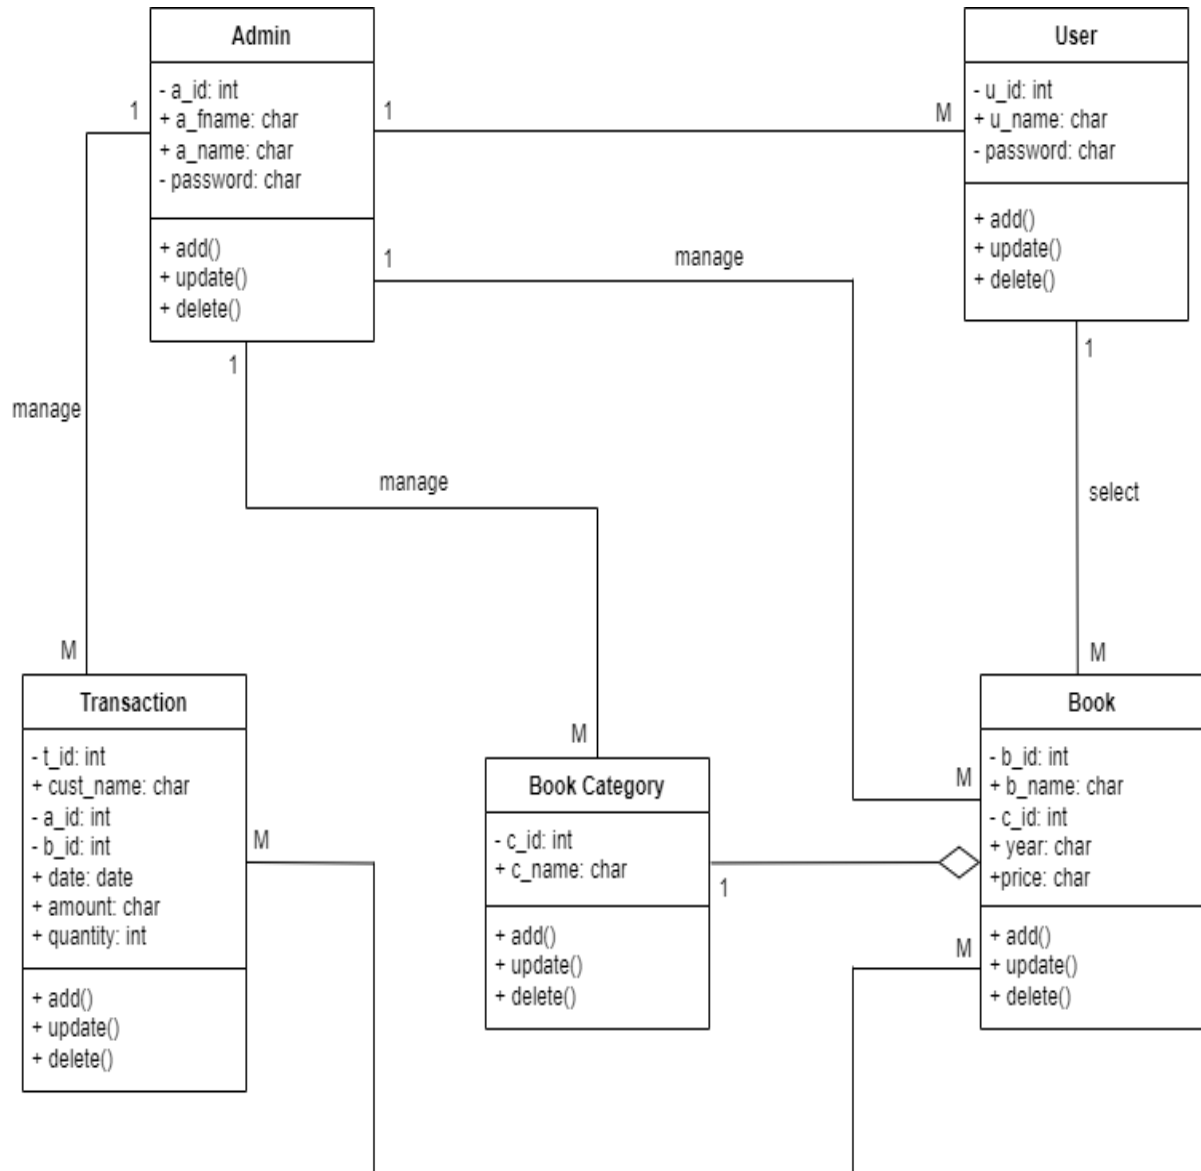 Admin
- a_id: int
+ a_fname: char
+ a_name: char
- password: char
+ add()
+ update()
+ delete()
User
- u_id: int
+ u_name: char
- password: char
+ add()
+ update()
+ delete()
1
1
M
1
manage
1
1
manage
manage
select
M
M
Transaction
- t_id: int
+ cust_name: char
- a_id: int
- b_id: int
+ date: date
+ amount: char
+ quantity: int
+ add()
+ update()
+ delete()
M
M
Book Category
- c_id: int
+ c_name: char
+ add()
+ update()
+ delete()
1
M
M
Book
- b_id: int
+ b_name: char
- c_id: int
+ year: char
+price: char
+ add()
+ update()
+ delete()